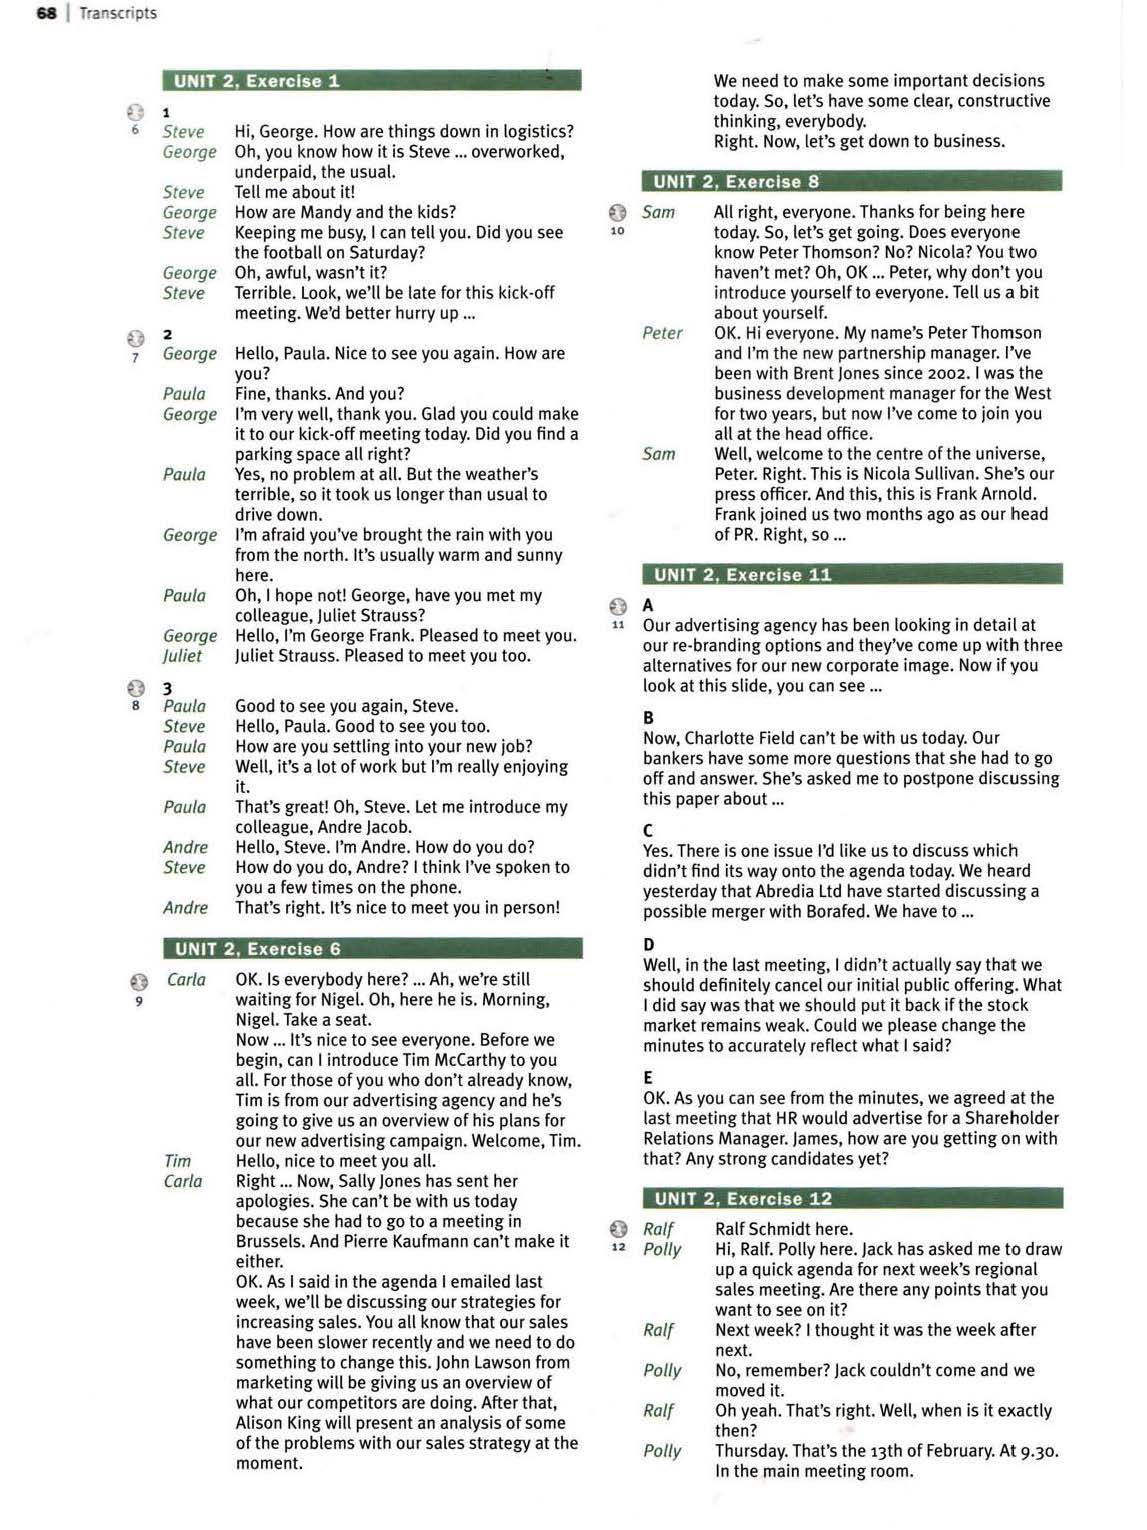 68 | Transcripts
UNIT 2, Exercise 1
1
6 Steve Hi, George. How are things down in logistics?
George Oh, you know how it is Steve ... overworked,
underpaid, the usual.
Steve Tell me about it!
George How are Mandy and the kids?
Steve Keeping me busy, I can tell you. Did you see
the football on Saturday?
George Oh, awful, wasn't it?
Steve Terrible. Look, we'll be late for this kick-off
meeting. We'd better hurry up ...
2
7 George Hello, Paula. Nice to see you again. How are
you?
Paula Fine, thanks. And you?
George I'm very well, thank you. Glad you could make
it to our kick-off meeting today. Did you find a
parking space all right?
Paula Yes, no problem at all. But the weather's
terrible, so it took us longer than usual to
drive down.
George I'm afraid you've brought the rain with you
from the north. It's usually warm and sunny
here.
Paula Oh, I hope not! George, have you met my
colleague, Juliet Strauss?
George Hello, I'm George Frank. Pleased to meet you.
Juliet Juliet Strauss. Pleased to meet you too.
3
8 Paula Good to see you again, Steve.
Steve Hello, Paula. Good to see you too.
Paula How are you settling into your new job?
Steve Well, it's a lot of work but I'm really enjoying
it.
Paula That's great! Oh, Steve. Let me introduce my
colleague, Andre Jacob.
Andre Hello, Steve. I'm Andre. How do you do?
Steve How do you do, Andre? I think I've spoken to
you a few times on the phone.
Andre That's right. It's nice to meet you in person!
UNIT 2, Exercise 6
Carla OK. Is everybody here? ... Ah, we're still
9 waiting for Nigel. Oh, here he is. Morning,
Nigel. Take a seat.
Now ... It's nice to see everyone. Before we
begin, can I introduce Tim McCarthy to you
all. For those of you who don't already know,
Tim is from our advertising agency and he's
going to give us an overview of his plans for
our new advertising campaign. Welcome, Tim.
Tim Hello, nice to meet you all.
Carla Right ... Now, Sally Jones has sent her
apologies. She can't be with us today
because she had to go to a meeting in
Brussels. And Pierre Kaufmann can't make it
either.
OK. As I said in the agenda I emailed last
week, we'll be discussing our strategies for
increasing sales. You all know that our sales
have been slower recently and we need to do
something to change this. John Lawson from
marketing will be giving us an overview of
what our competitors are doing. After that,
Alison King will present an analysis of some
of the problems with our sales strategy at the
moment.
We need to make some important decisions
today. So, let's have some clear, constructive
thinking, everybody.
Right. Now, let's get down to business.
UNIT 2, Exercise 8
Sam All right, everyone. Thanks for being here
10 today. So, let's get going. Does everyone
know Peter Thomson? No? Nicola? You two
haven't met? Oh, OK ... Peter, why don't you
introduce yourself to everyone. Tell us a bit
about yourself.
Peter OK. Hi everyone. My name's Peter Thomson
and I'm the new partnership manager. I've
been with Brent Jones since 2002. I was the
business development manager for the West
for two years, but now I've come to join you
all at the head office.
Sam Well, welcome to the centre of the universe,
Peter. Right. This is Nicola Sullivan. She's our
press officer. And this, this is Frank Arnold.
Frank joined us two months ago as our head
of PR. Right, so ...
UNIT 2, Exercise 11
A
11 Our advertising agency has been looking in detail at
our re-branding options and they've come up with three
alternatives for our new corporate image. Now if you
look at this slide, you can see ...
B
Now, Charlotte Field can't be with us today. Our
bankers have some more questions that she had to go
off and answer. She's asked me to postpone discussing
this paper about ...
C
Yes. There is one issue I'd like us to discuss which
didn't find its way onto the agenda today. We heard
yesterday that Abredia Ltd have started discussing a
possible merger with Borafed. We have to ...
D
Well, in the last meeting, I didn't actually say that we
should definitely cancel our initial public offering. What
I did say was that we should put it back if the stock
market remains weak. Could we please change the
minutes to accurately reflect what I said?
E
OK. As you can see from the minutes, we agreed at the
last meeting that HR would advertise for a Shareholder
Relations Manager. James, how are you getting on with
that? Any strong candidates yet?
UNIT 2, Exercise 12
Ralf Ralf Schmidt here.
12 Polly Hi, Ralf. Polly here. Jack has asked me to draw
up a quick agenda for next week's regional
sales meeting. Are there any points that you
want to see on it?
Ralf Next week? I thought it was the week after
next.
Polly No, remember? Jack couldn't come and we
moved it.
Ralf Oh yeah. That's right. Well, when is it exactly
then?
Polly Thursday. That's the 13th of February. At 9.30.
In the main meeting room.